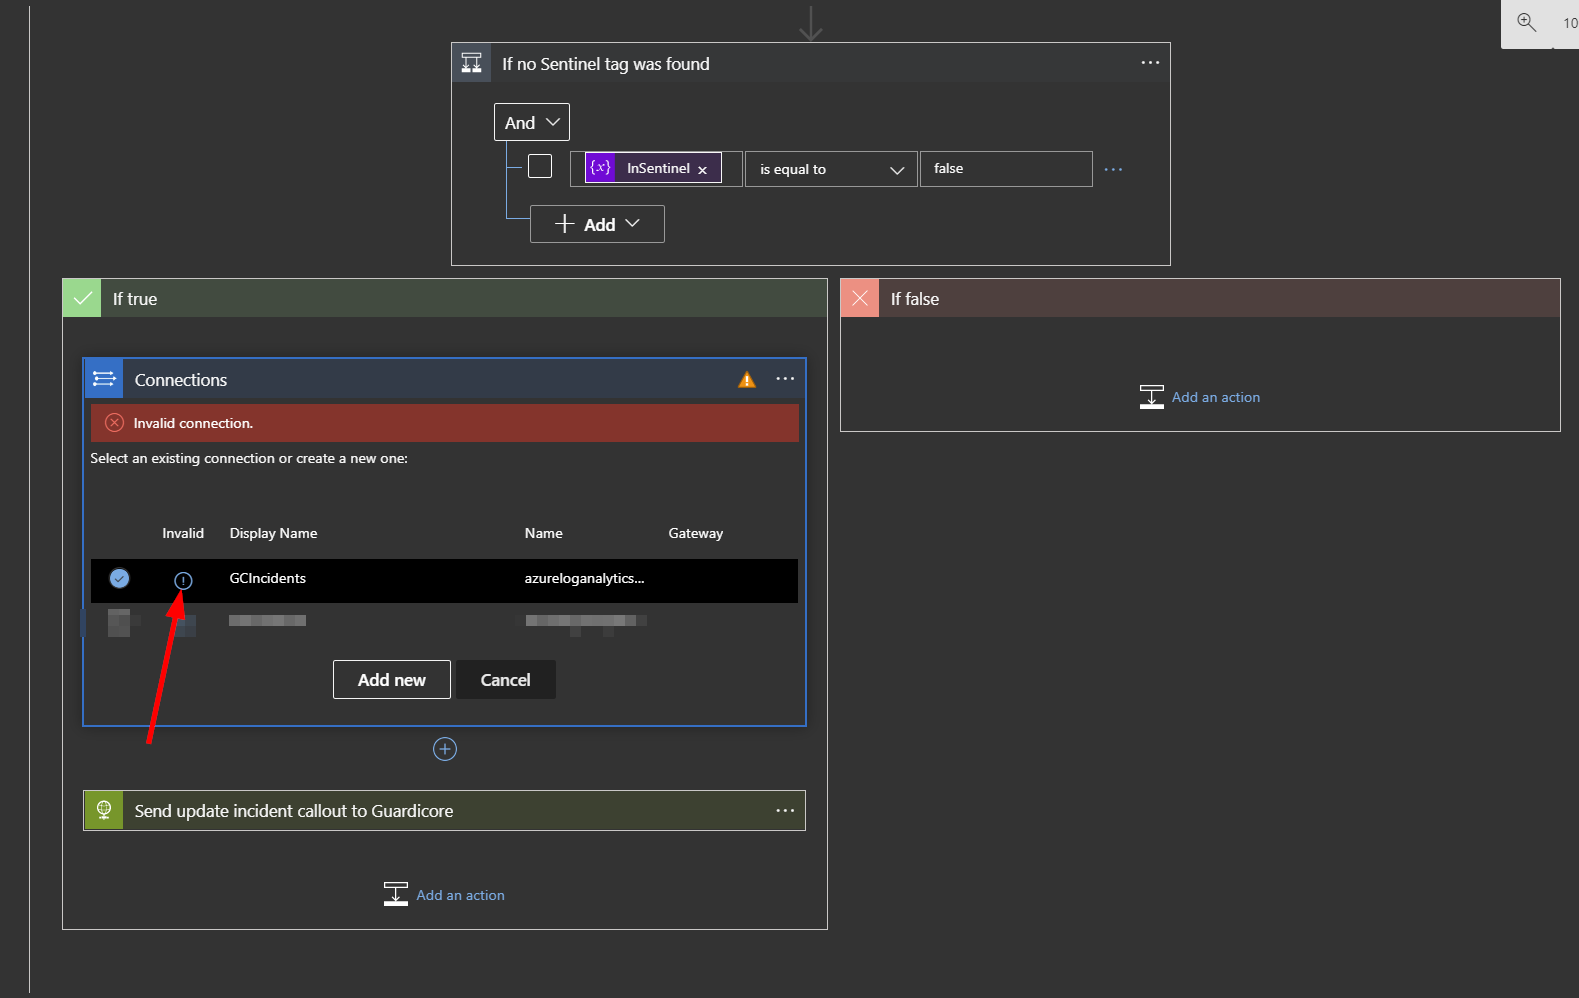 10
If no Sentinel tag was found
And
{x} InSentinel × is equal to false
Add
If true
If false
Connections
Add an action
Invalid connection.
Select an existing connection or create a new one:
Invalid Display Name Name Gateway
GCIncidents azureloganalytics...
Add new Cancel
Send update incident callout to Guardicore
Add an action